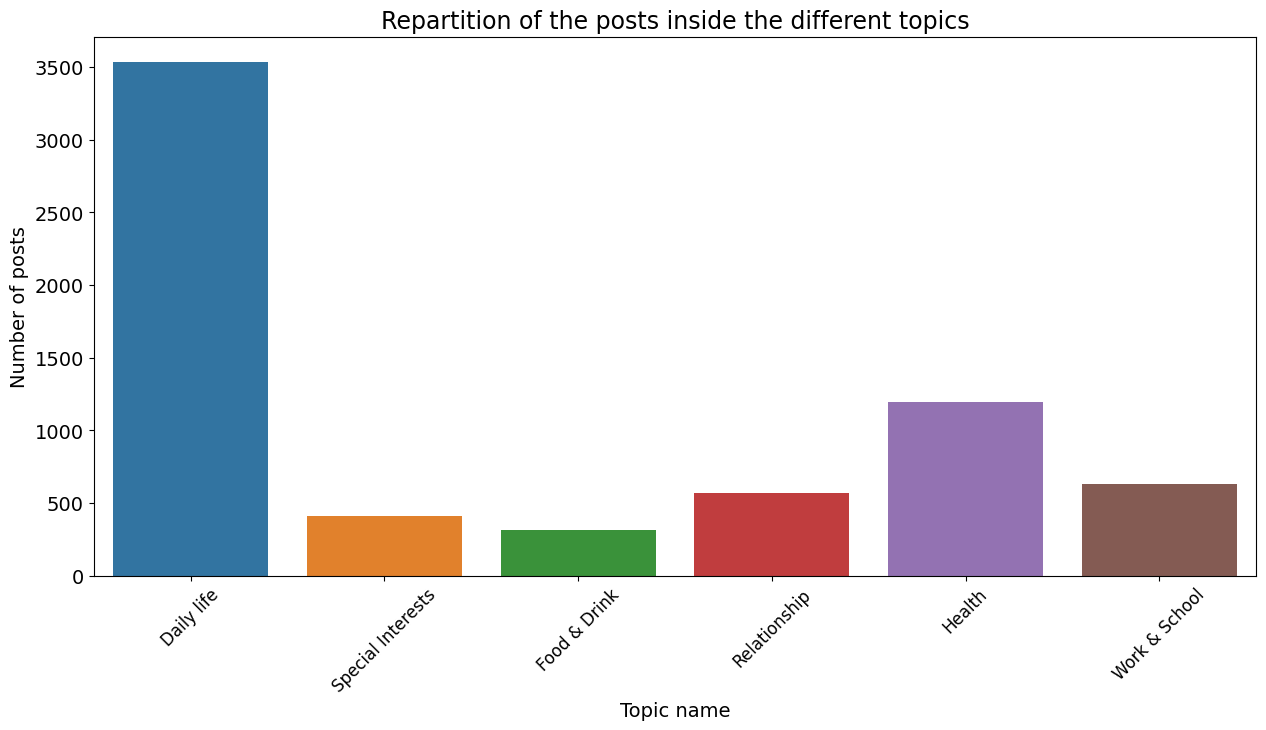 Repartition of the posts inside the different topics
3500
3000
2500
2000
1500
1000
500
0
Number of posts
Daily life
Special Interests
Food & Drink
Relationship
Health
Work & School
Topic name